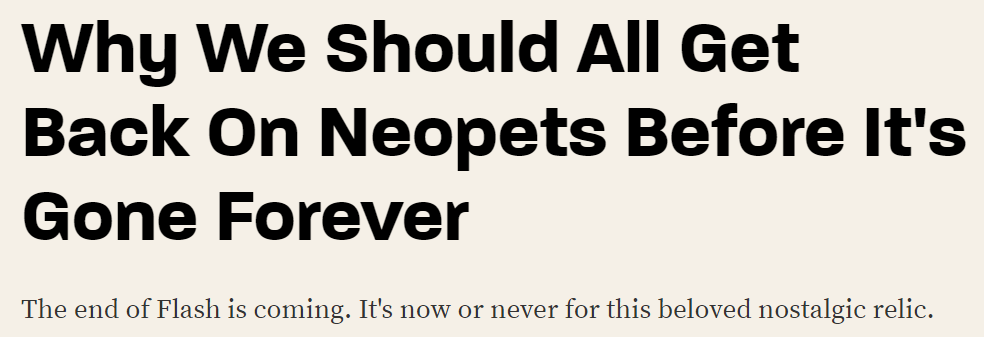 Why We Should All Get
Back On Neopets Before It's
Gone Forever
The end of Flash is coming. It's now or never for this beloved nostalgic relic.